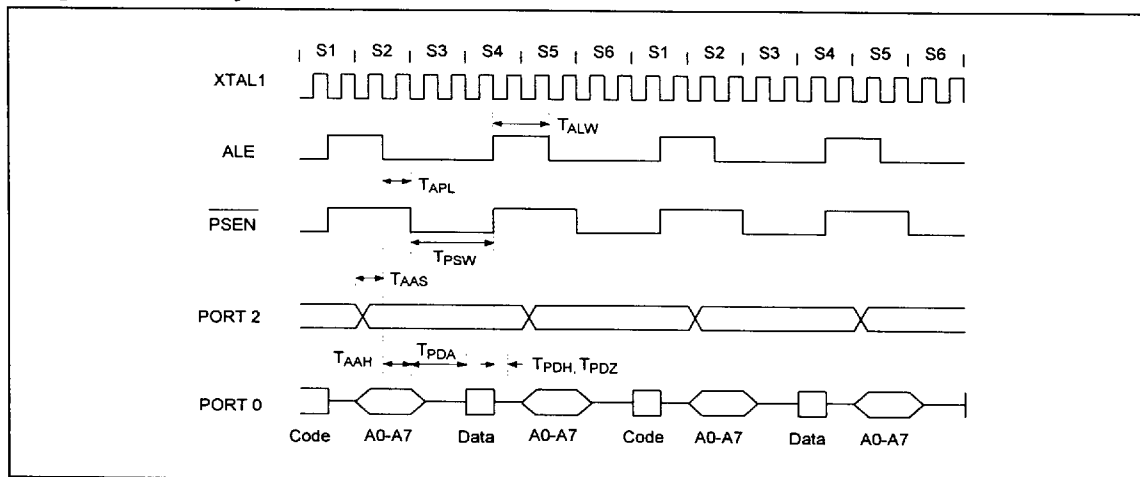 S1 S2 S3 S4 S5 S6 S1 S2 S3 S4 S5 S6
XTAL1
TALW
ALE
TAPL
PSEN
TPSW
TAAS
PORT 2
TAAH TPDA TPDH, TPDZ
PORT 0
Code A0-A7 Data A0-A7 Code A0-A7 Data A0-A7